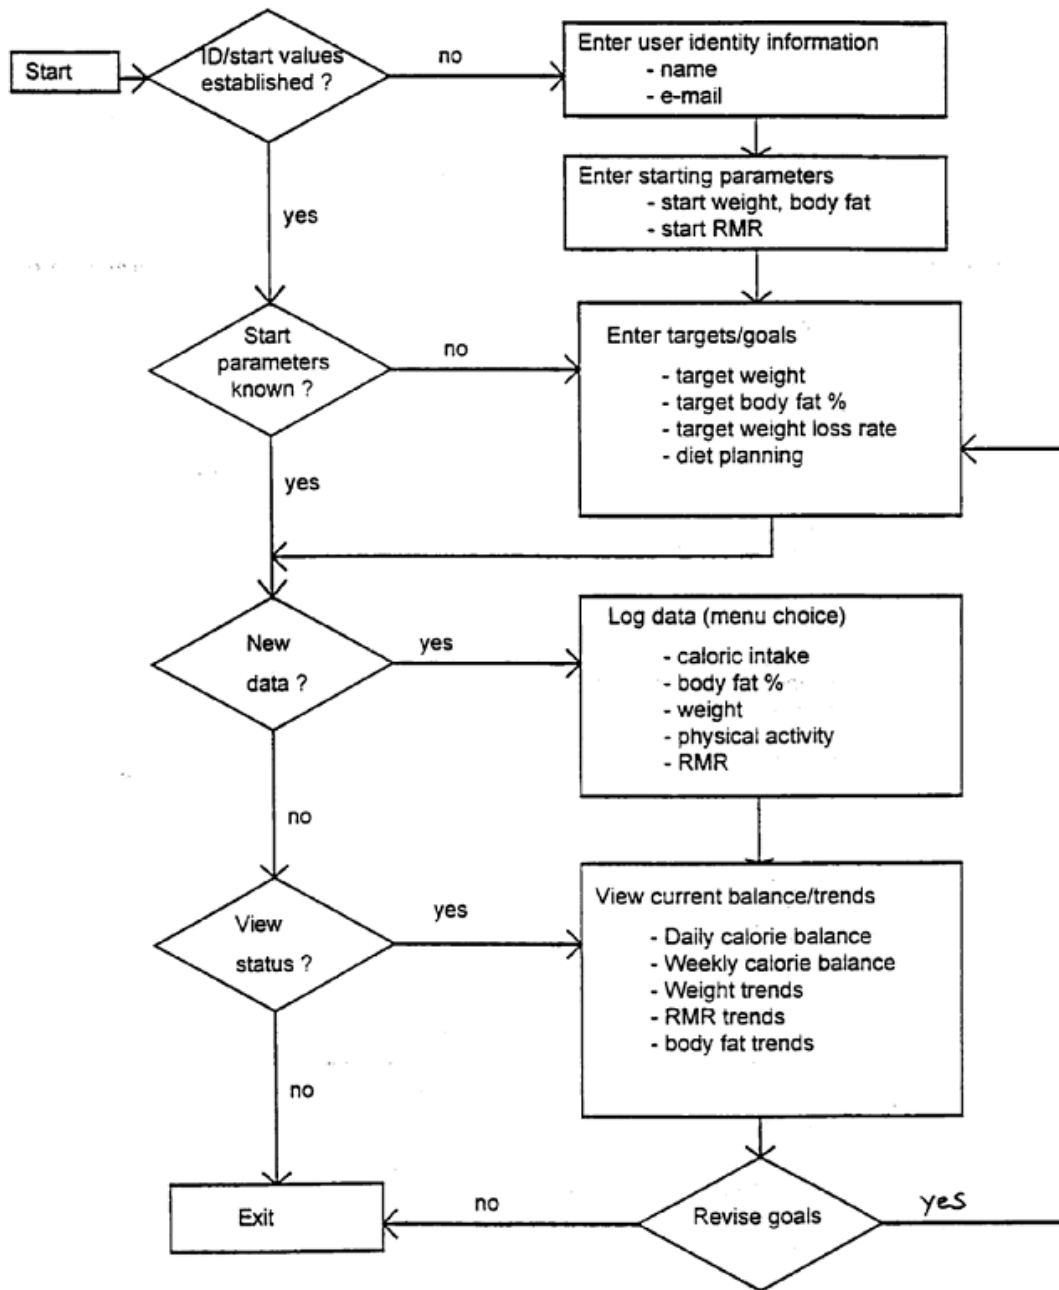 Start
ID/start values
established ?
no
Enter user identity information
- name
- e-mail
Enter starting parameters
- start weight, body fat
- start RMR
yes
Start
parameters
known ?
no
Enter targets/goals
- target weight
- target body fat %
- target weight loss rate
- diet planning
yes
New
data ?
yes
Log data (menu choice)
- caloric intake
- body fat %
- weight
- physical activity
- RMR
no
View
status ?
yes
View current balance/trends
- Daily calorie balance
- Weekly calorie balance
- Weight trends
- RMR trends
- body fat trends
no
Exit
no
Revise goals
yes